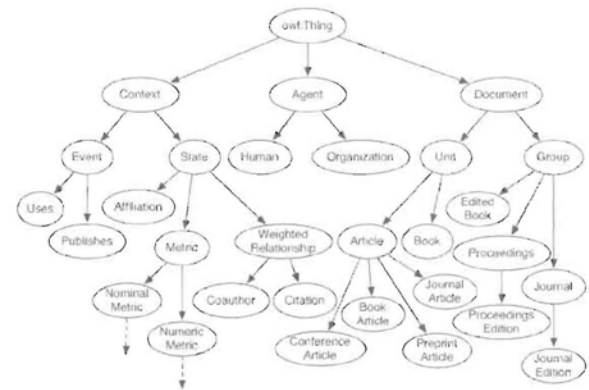 owl:Thing
Context
Agent
Document
Event
State
Human
Organization
Unit
Group
Uses
Publishes
Affiliation
Metric
Weighted
Relationship
Article
Book
Edited
Book
Proceedings
Nominal
Metric
Numeric
Metric
Coauthor
Citation
Conference
Article
Book
Article
Journal
Article
Preprint
Article
Proceedings
Edition
Journal
Journal
Edition